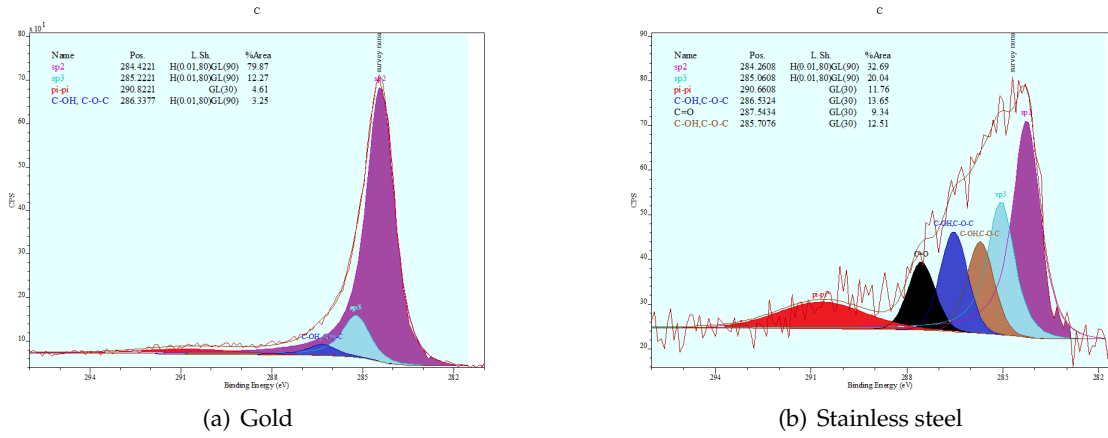 C
80 x 10¹
survey none
Name Pos. L.Sh. %Area
sp2 284.4221 H(0.01,80)GL(90) 79.87
sp3 285.2221 H(0.01,80)GL(90) 12.27
pi-pi 290.8221 GL(30) 4.61
C-OH, C-O-C 286.3377 H(0.01,80)GL(90) 3.25
sp2
70
60
50
CPS
40
30
20
sp3
C-OH, C-O-C
10
294 291 288 285 282
Binding Energy (eV)
(a) Gold
C
90
survey none
Name Pos. L.Sh. %Area
sp2 284.2608 H(0.01,80)GL(90) 32.69
sp3 285.0608 H(0.01,80)GL(90) 20.04
pi-pi 290.6608 GL(30) 11.76
C-OH,C-O-C 286.5324 GL(30) 13.65
C=O 287.5434 GL(30) 9.34
C-OH,C-O-C 285.7076 GL(30) 12.51
80
70
60
sp3
50
CPS
C-OH,C-O-C
C-OH,C-O-C
40
C=O
pi-pi
30
20
294 291 288 285 282
Binding Energy (eV)
(b) Stainless steel